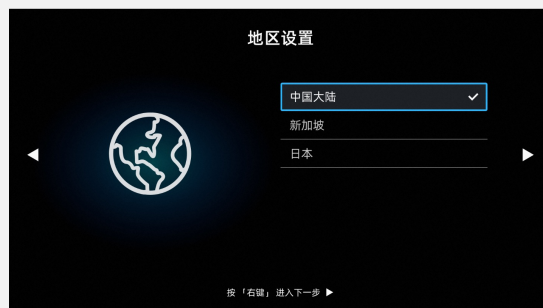 地区设置
中国大陆
新加坡
日本
按「右键」进入下一步 ▶